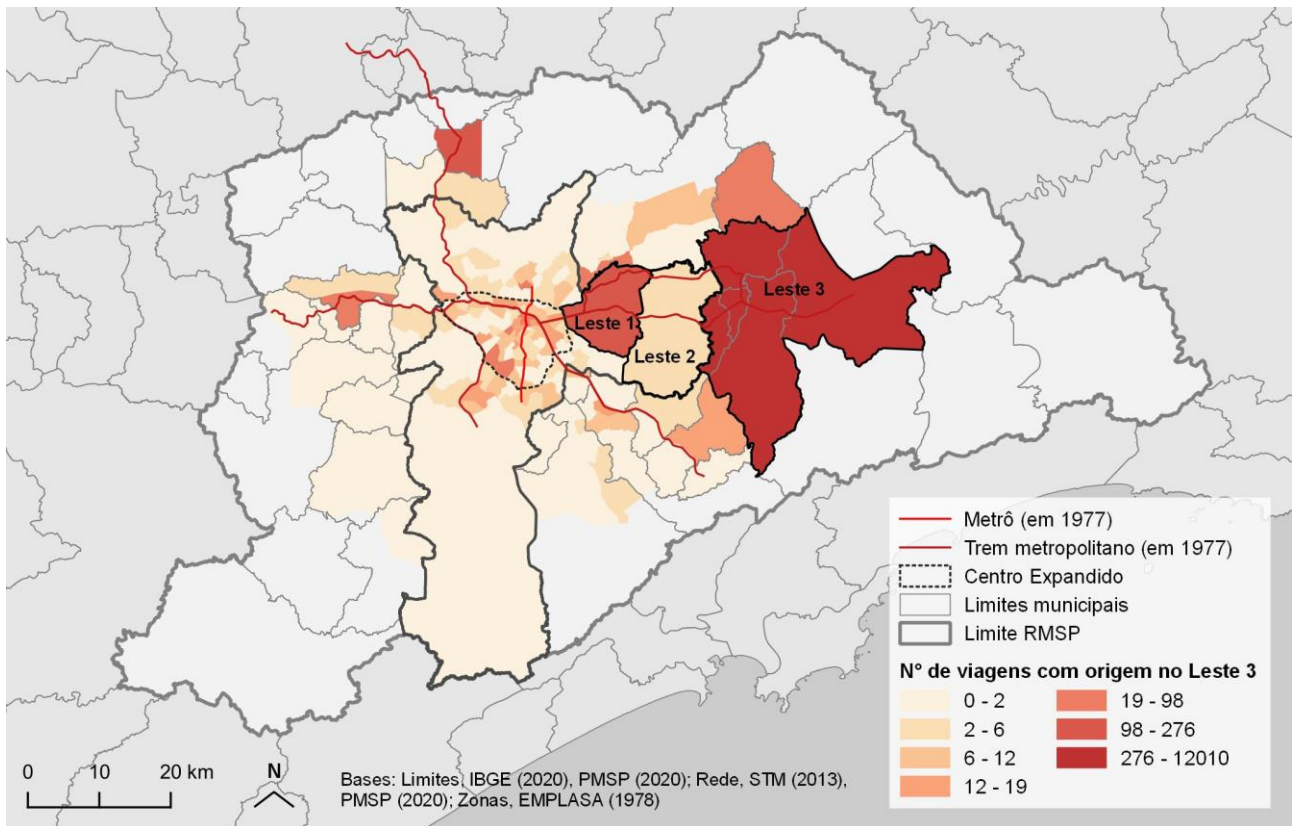 Leste 3
Leste 1
Leste 2
Metrô (em 1977)
Trem metropolitano (em 1977)
Centro Expandido
Limites municipais
Limite RMSP
N° de viagens com origem no Leste 3
0 - 2
19 - 98
2 - 6
98 - 276
6 - 12
276 - 12010
12 - 19
0 10 20 km
N
Bases: Limites, IBGE (2020), PMSP (2020); Rede, STM (2013),
PMSP (2020); Zonas, EMPLASA (1978)